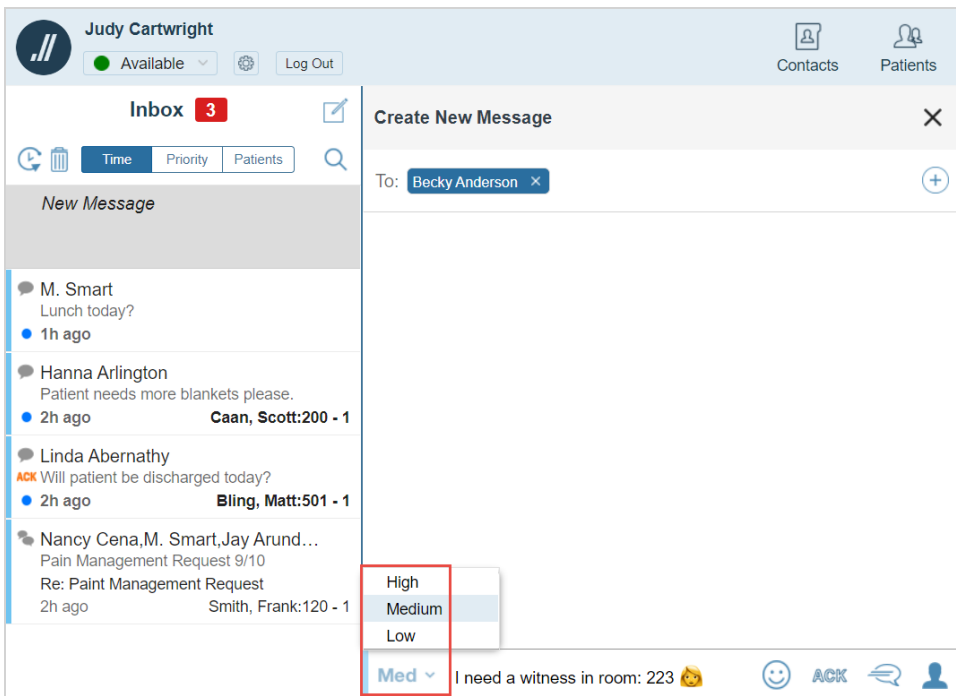 Judy Cartwright
Available
Log Out
Contacts
Patients
Inbox 3
Time
Priority
Patients
New Message
M. Smart
Lunch today?
1h ago
Hanna Arlington
Patient needs more blankets please.
2h ago Caan, Scott:200 - 1
Linda Abernathy
ACK Will patient be discharged today?
2h ago Bling, Matt:501 - 1
Nancy Cena,M. Smart,Jay Arund…
Pain Management Request 9/10
Re: Paint Management Request
2h ago Smith, Frank:120 - 1
Create New Message
To: Becky Anderson ×
High
Medium
Low
Med I need a witness in room: 223 👩 ACK